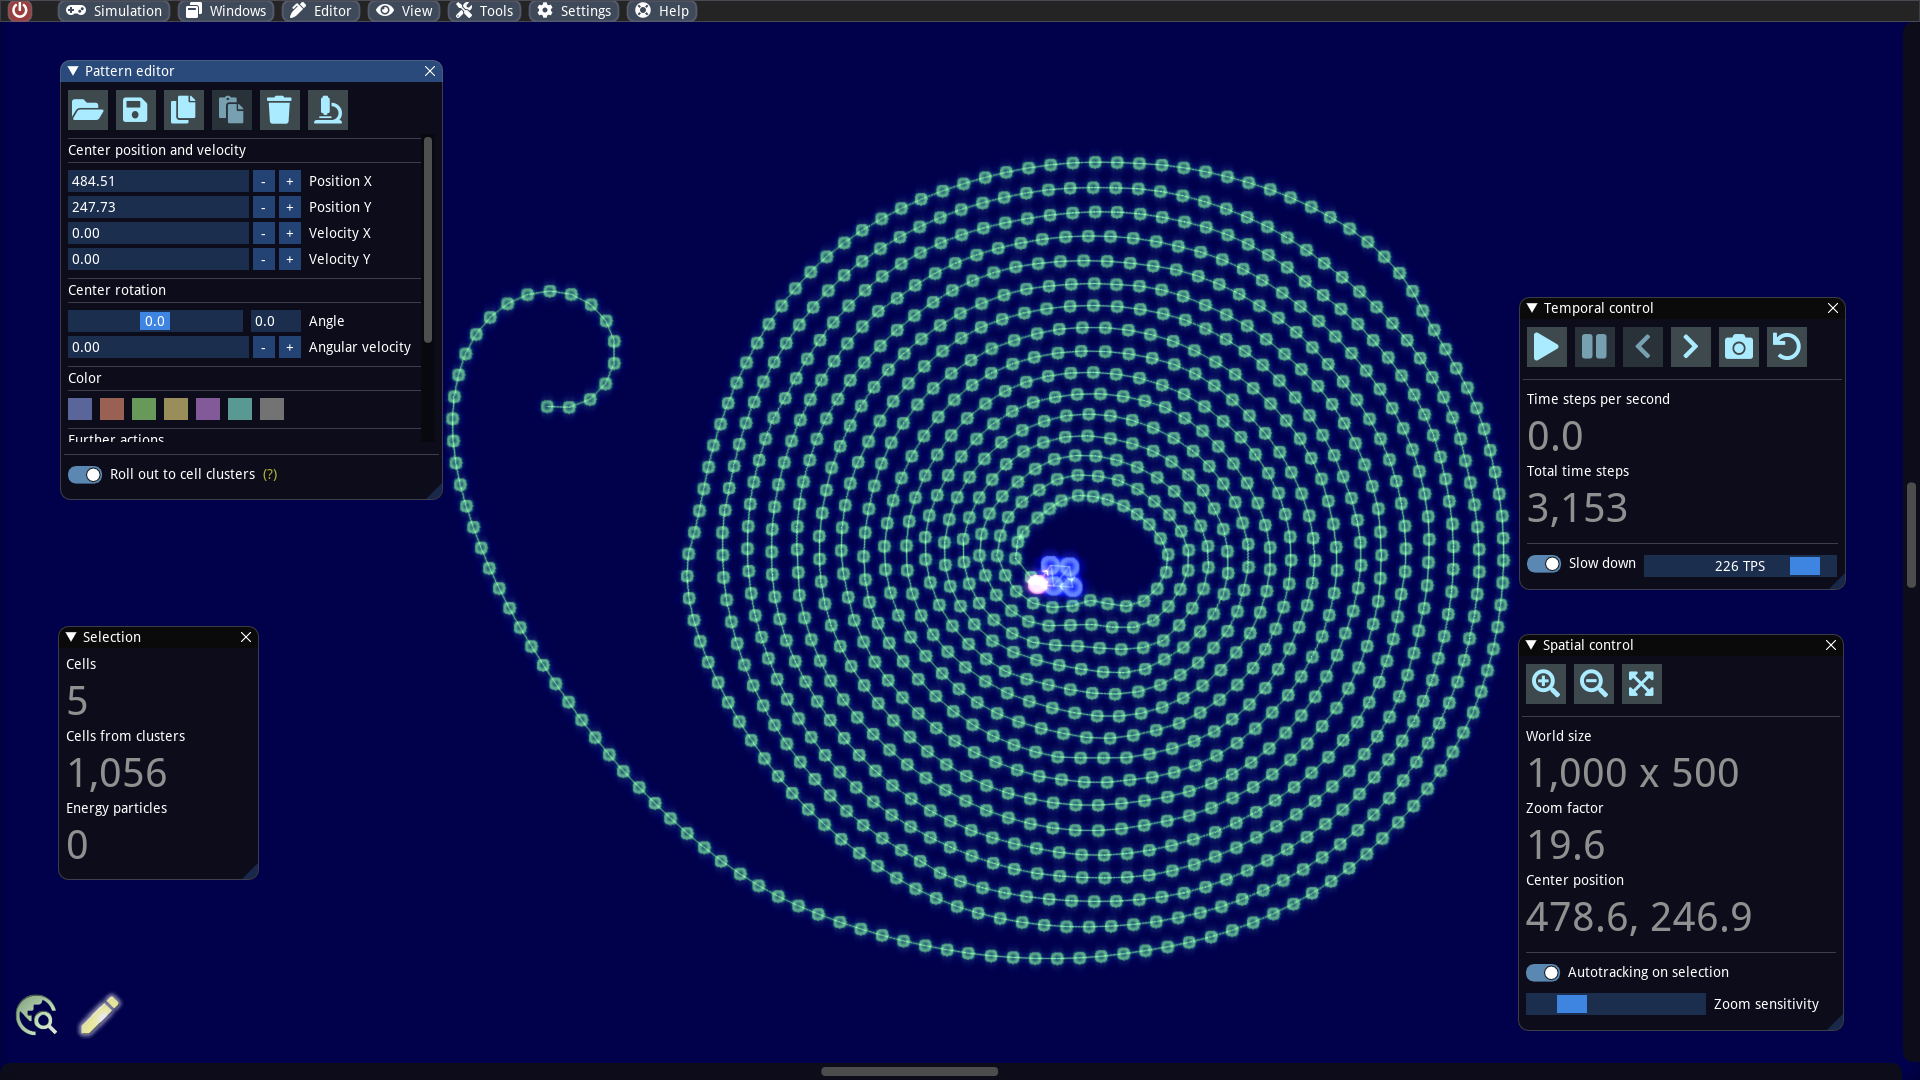 Simulation Windows Editor View Tools Settings Help
Pattern editor
Center position and velocity
484.51 - + Position X
247.73 - + Position Y
0.00 - + Velocity X
0.00 - + Velocity Y
Center rotation
0.0 0.0 Angle
0.00 - + Angular velocity
Color
Further actions
Roll out to cell clusters (?)
Selection
Cells
5
Cells from clusters
1,056
Energy particles
0
Temporal control
Time steps per second
0.0
Total time steps
3,153
Slow down 226 TPS
Spatial control
World size
1,000 x 500
Zoom factor
19.6
Center position
478.6, 246.9
Autotracking on selection
Zoom sensitivity